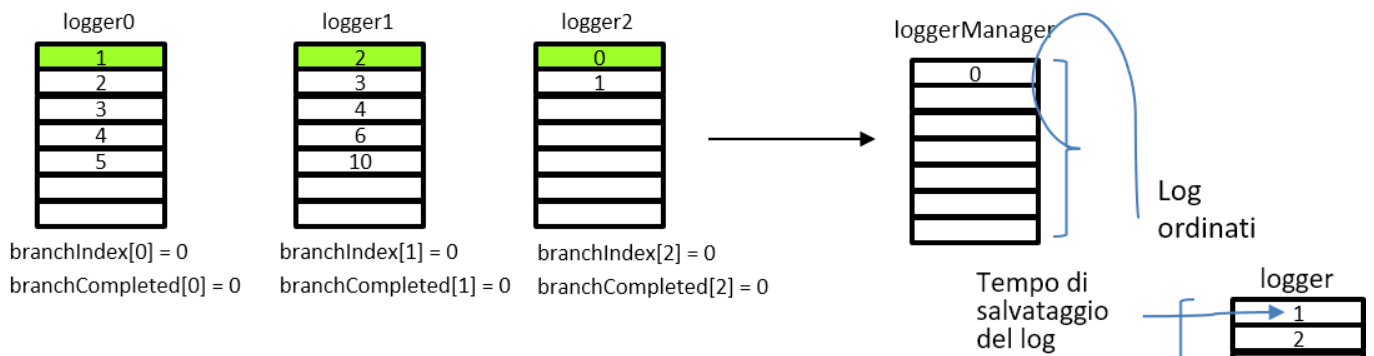 logger0
1
2
3
4
5
branchIndex[0] = 0
branchCompleted[0] = 0
logger1
2
3
4
6
10
branchIndex[1] = 0
branchCompleted[1] = 0
logger2
0
1
branchIndex[2] = 0
branchCompleted[2] = 0
loggerManager
0
Log
ordinati
Tempo di
salvataggio
del log
logger
1
2